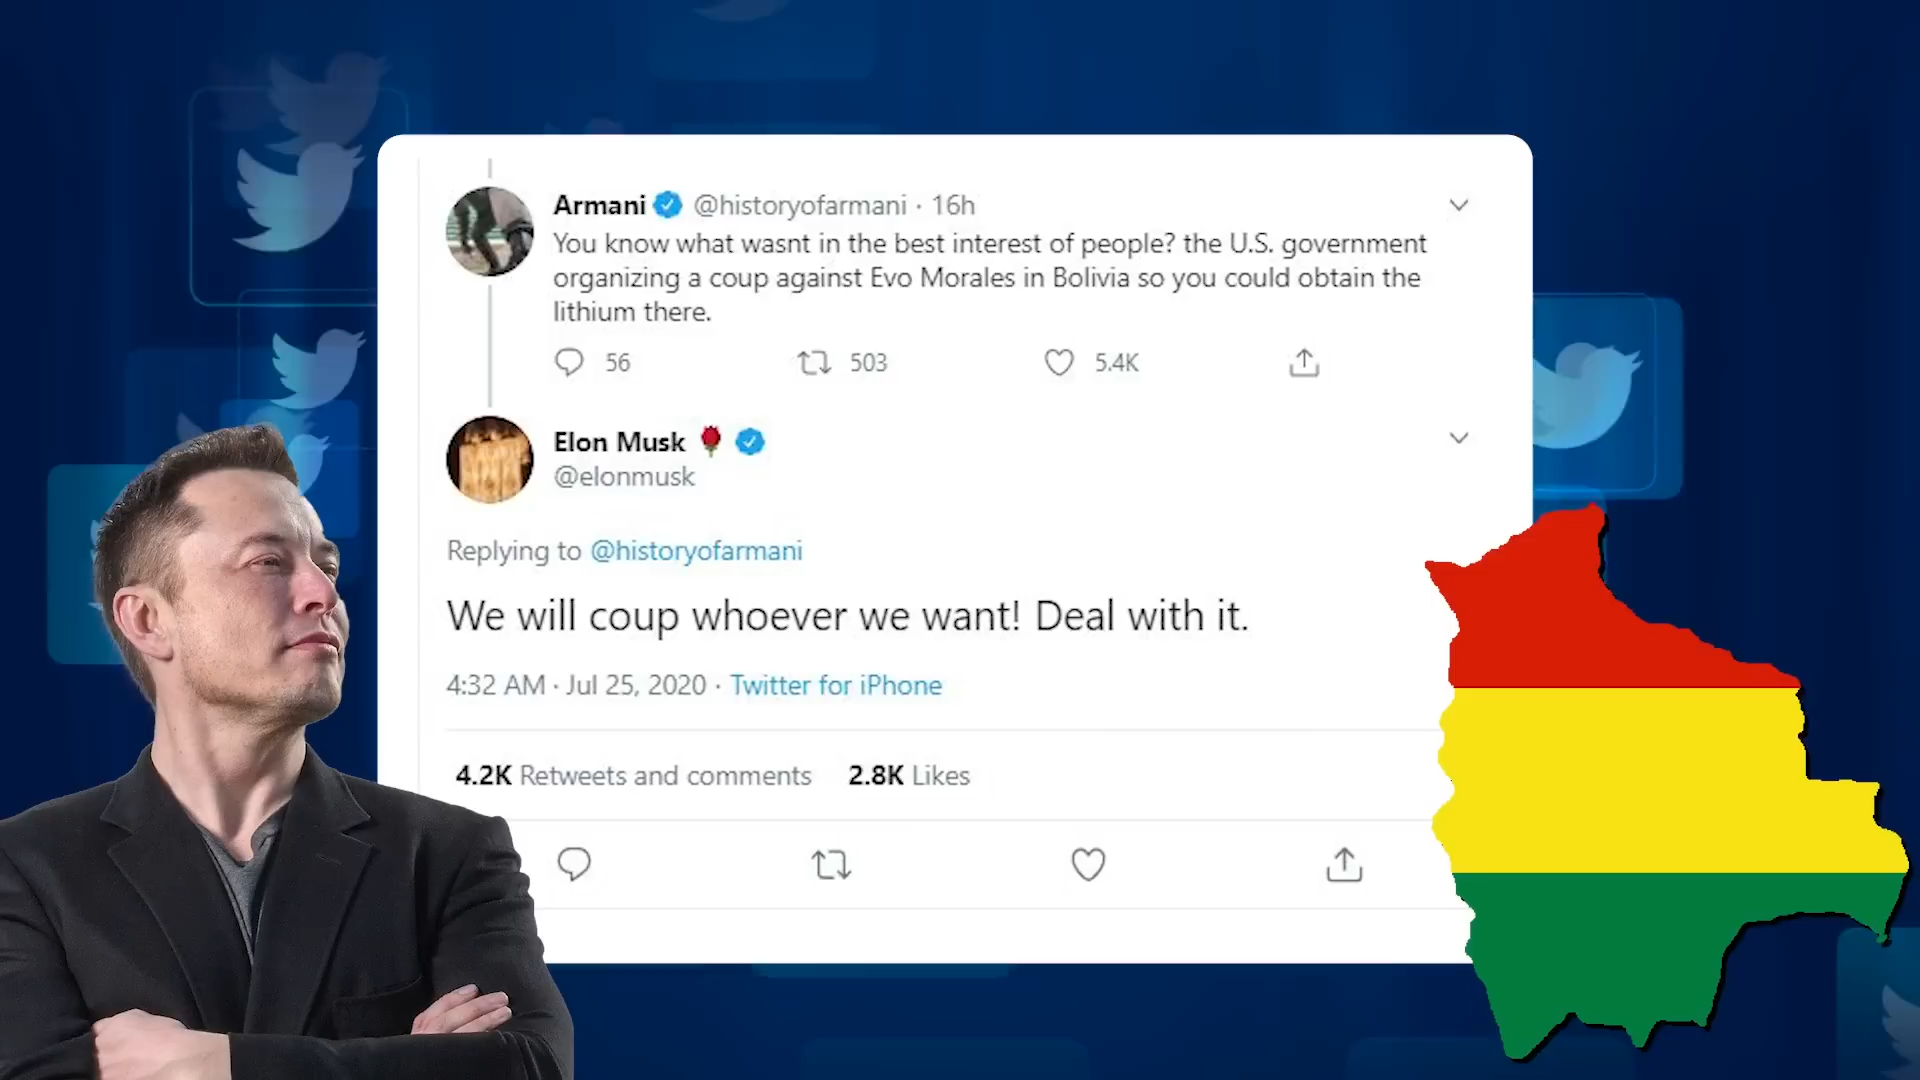 Armani @historyofarmani · 16h
You know what wasnt in the best interest of people? the U.S. government
organizing a coup against Evo Morales in Bolivia so you could obtain the
lithium there.
56 503 5.4K
Elon Musk 🌹
@elonmusk
Replying to @historyofarmani
We will coup whoever we want! Deal with it.
4:32 AM · Jul 25, 2020 · Twitter for iPhone
4.2K Retweets and comments 2.8K Likes